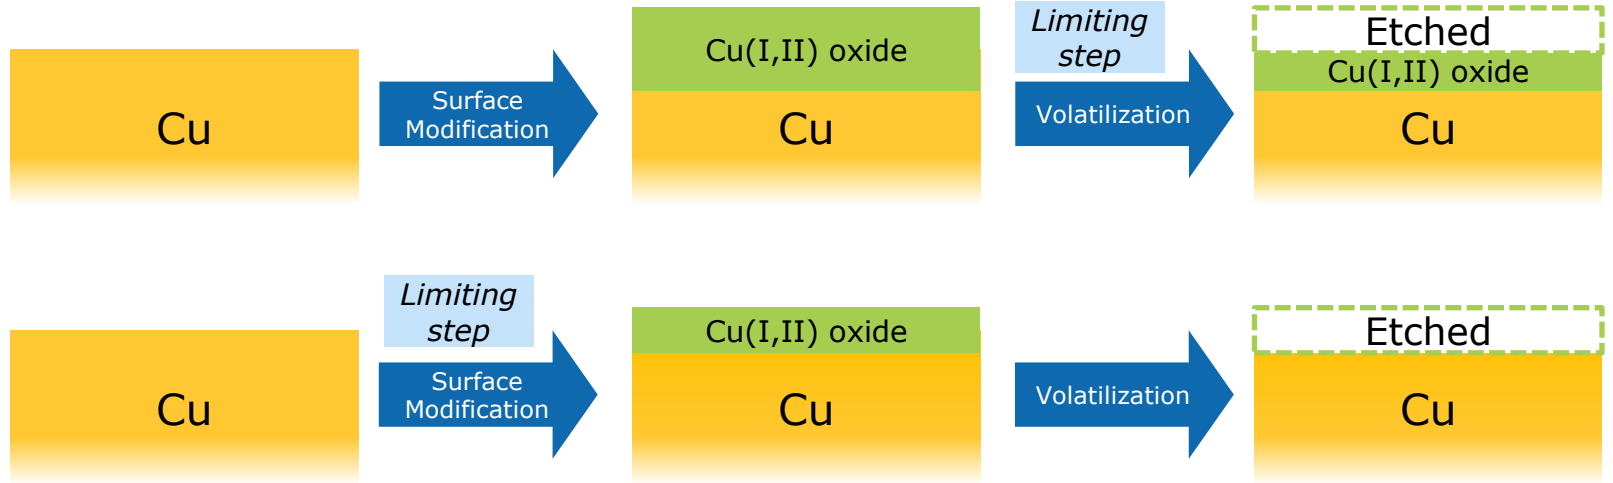 Cu
Surface
Modification
Cu(I,II) oxide
Cu
Limiting
step
Volatilization
Etched
Cu(I,II) oxide
Cu
Cu
Limiting
step
Surface
Modification
Cu(I,II) oxide
Cu
Volatilization
Etched
Cu